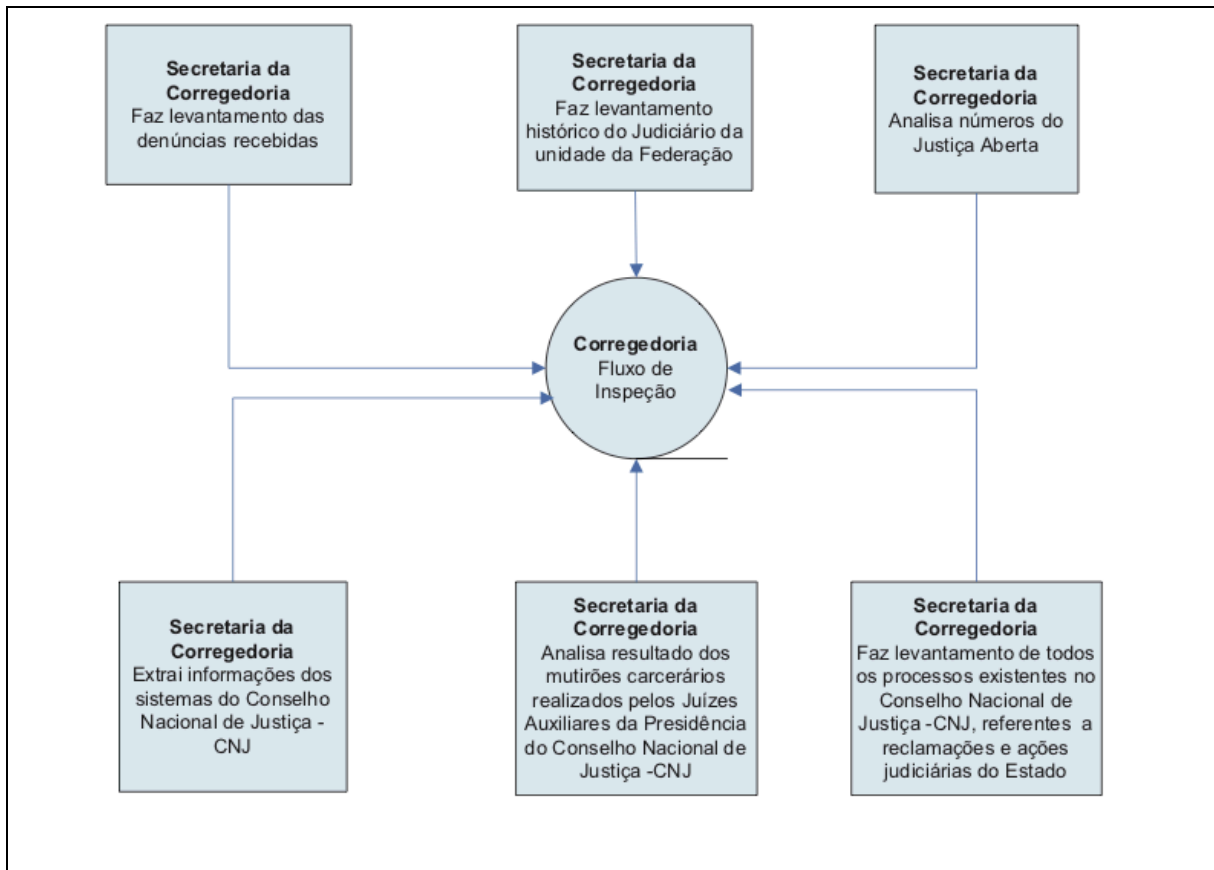 Secretaria da
Corregedoria
Faz levantamento das
denúncias recebidas
Secretaria da
Corregedoria
Faz levantamento
histórico do Judiciário da
unidade da Federação
Secretaria da
Corregedoria
Analisa números do
Justiça Aberta
Corregedoria
Fluxo de
Inspeção
Secretaria da
Corregedoria
Extrai informações dos
sistemas do Conselho
Nacional de Justiça -
CNJ
Secretaria da
Corregedoria
Analisa resultado dos
mutirões carcerários
realizados pelos Juízes
Auxiliares da Presidência
do Conselho Nacional de
Justiça -CNJ
Secretaria da
Corregedoria
Faz levantamento de todos
os processos existentes no
Conselho Nacional de
Justiça -CNJ, referentes a
reclamações e ações
judiciárias do Estado